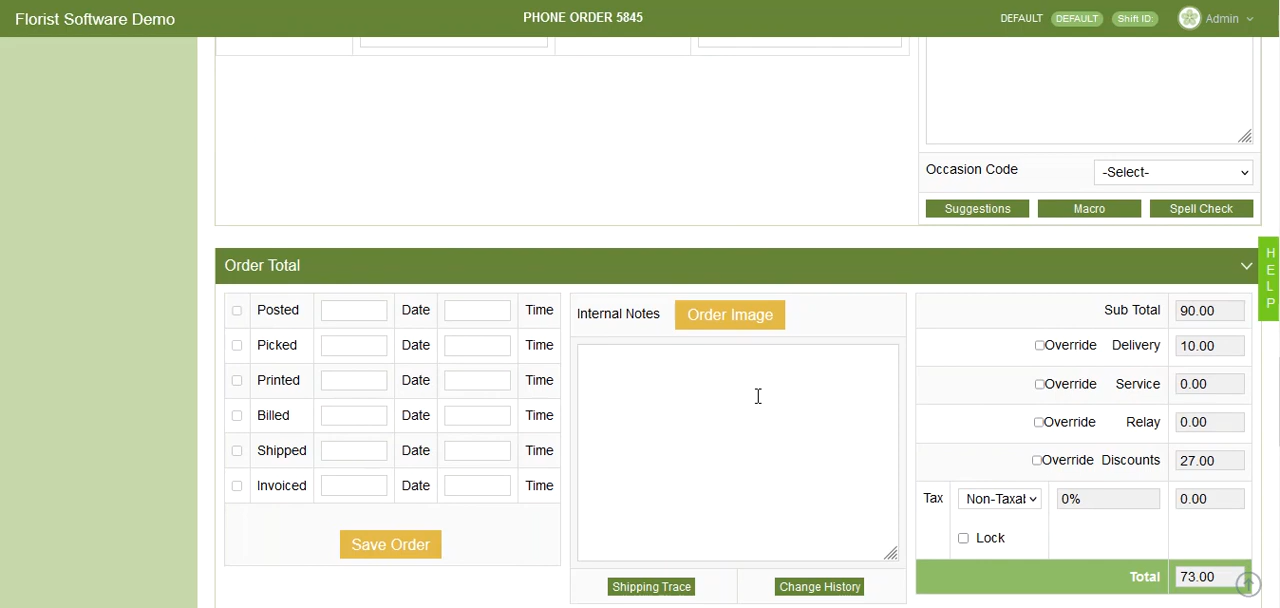 Florist Software Demo
PHONE ORDER 5845
DEFAULT DEFAULT Shift ID: Admin
Occasion Code -Select-
Suggestions Macro Spell Check
HELP
Order Total
Posted Date Time
Picked Date Time
Printed Date Time
Billed Date Time
Shipped Date Time
Invoiced Date Time
Save Order
Internal Notes Order Image
Shipping Trace Change History
Sub Total 90.00
Override Delivery 10.00
Override Service 0.00
Override Relay 0.00
Override Discounts 27.00
Tax Non-Taxal 0% 0.00
Lock
Total 73.00